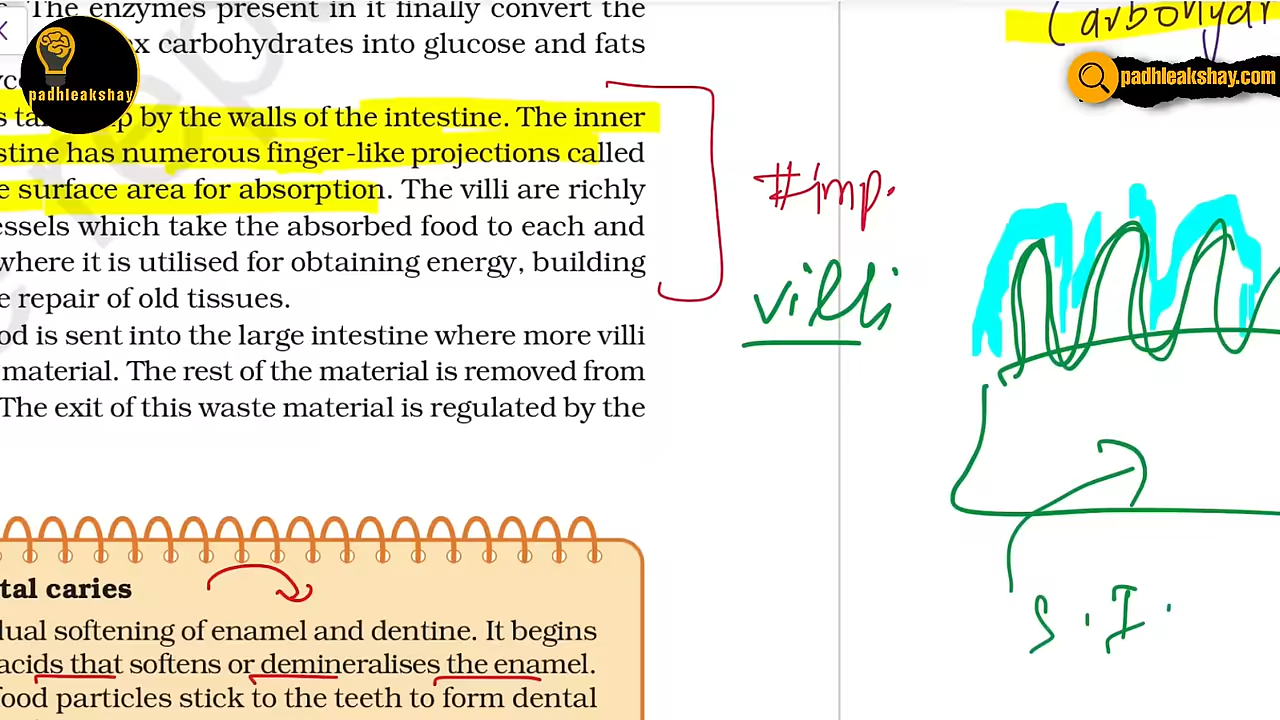 . The enzymes present in it finally convert the
x carbohydrates into glucose and fats
yc
s ta p by the walls of the intestine. The inner
stine has numerous finger-like projections called
e surface area for absorption. The villi are richly
essels which take the absorbed food to each and
where it is utilised for obtaining energy, building
e repair of old tissues.
od is sent into the large intestine where more villi
material. The rest of the material is removed from
The exit of this waste material is regulated by the
tal caries
dual softening of enamel and dentine. It begins
acids that softens or demineralises the enamel.
food particles stick to the teeth to form dental
padhleakshay
Carbohydr
padhleakshay.com
#imp.
villi
S.I.